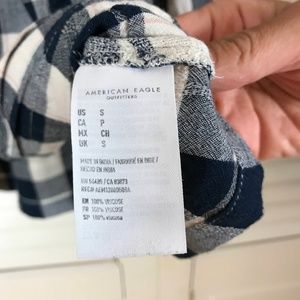 AMERICAN EAGLE
OUTFITTERS
US S
CA P
MX CH
UK S
MADE IN INDIA / FABRIQUÉ EN INDE /
HECHO EN INDIA
EN 100% VISCOSE
FR 100% VISCOSE
SP 100% VISCOSA